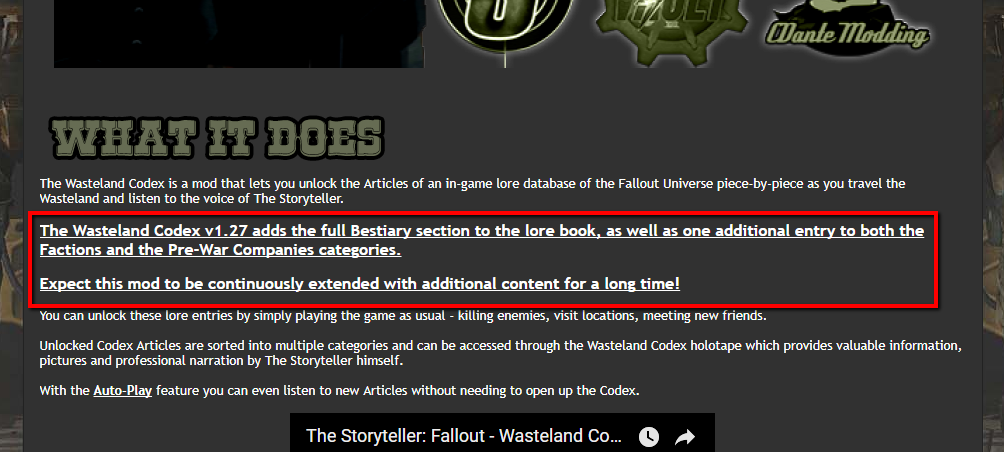 VAULT
Dante Modding
WHAT IT DOES
The Wasteland Codex is a mod that lets you unlock the Articles of an in-game lore database of the Fallout Universe piece-by-piece as you travel the
Wasteland and listen to the voice of The Storyteller.
The Wasteland Codex v1.27 adds the full Bestiary section to the lore book, as well as one additional entry to both the
Factions and the Pre-War Companies categories.
Expect this mod to be continuously extended with additional content for a long time!
You can unlock these lore entries by simply playing the game as usual - killing enemies, visit locations, meeting new friends.
Unlocked Codex Articles are sorted into multiple categories and can be accessed through the Wasteland Codex holotape which provides valuable information,
pictures and professional narration by The Storyteller himself.
With the Auto-Play feature you can even listen to new Articles without needing to open up the Codex.
The Storyteller: Fallout - Wasteland Co...